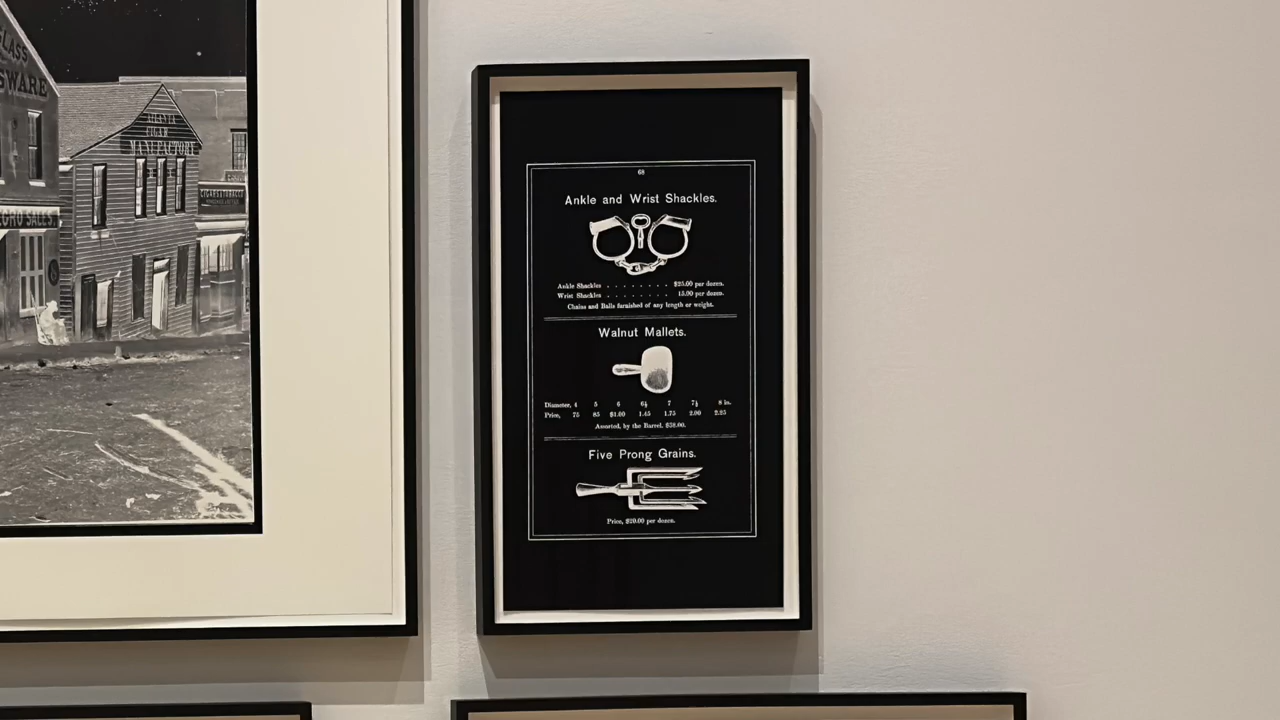 GLASS
SWARE
CIGAR
MANUFACTORY
CIGARS & TOBACCO
GRO SALES.
68
Ankle and Wrist Shackles.
Ankle Shackles . . . . . . . . $25.00 per dozen.
Wrist Shackles . . . . . . . . 15.00 per dozen.
Chains and Balls furnished of any length or weight.
Walnut Mallets.
Diameter, 4 5 6 6½ 7 7½ 8 in.
Price, 75 85 $1.00 1.45 1.75 2.00 2.25
Assorted, by the Barrel, $38.00.
Five Prong Grains.
Price, $20.00 per dozen.